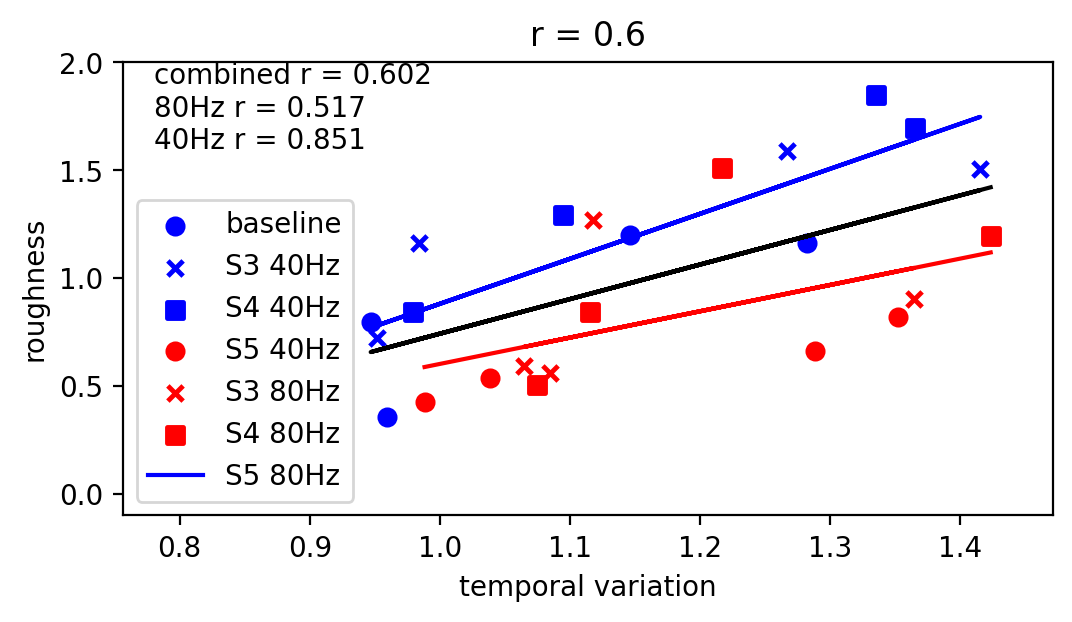 r = 0.6
combined r = 0.602
80Hz r = 0.517
40Hz r = 0.851
baseline
S3 40Hz
S4 40Hz
S5 40Hz
S3 80Hz
S4 80Hz
S5 80Hz
roughness
2.0
1.5
1.0
0.5
0.0
0.8 0.9 1.0 1.1 1.2 1.3 1.4
temporal variation